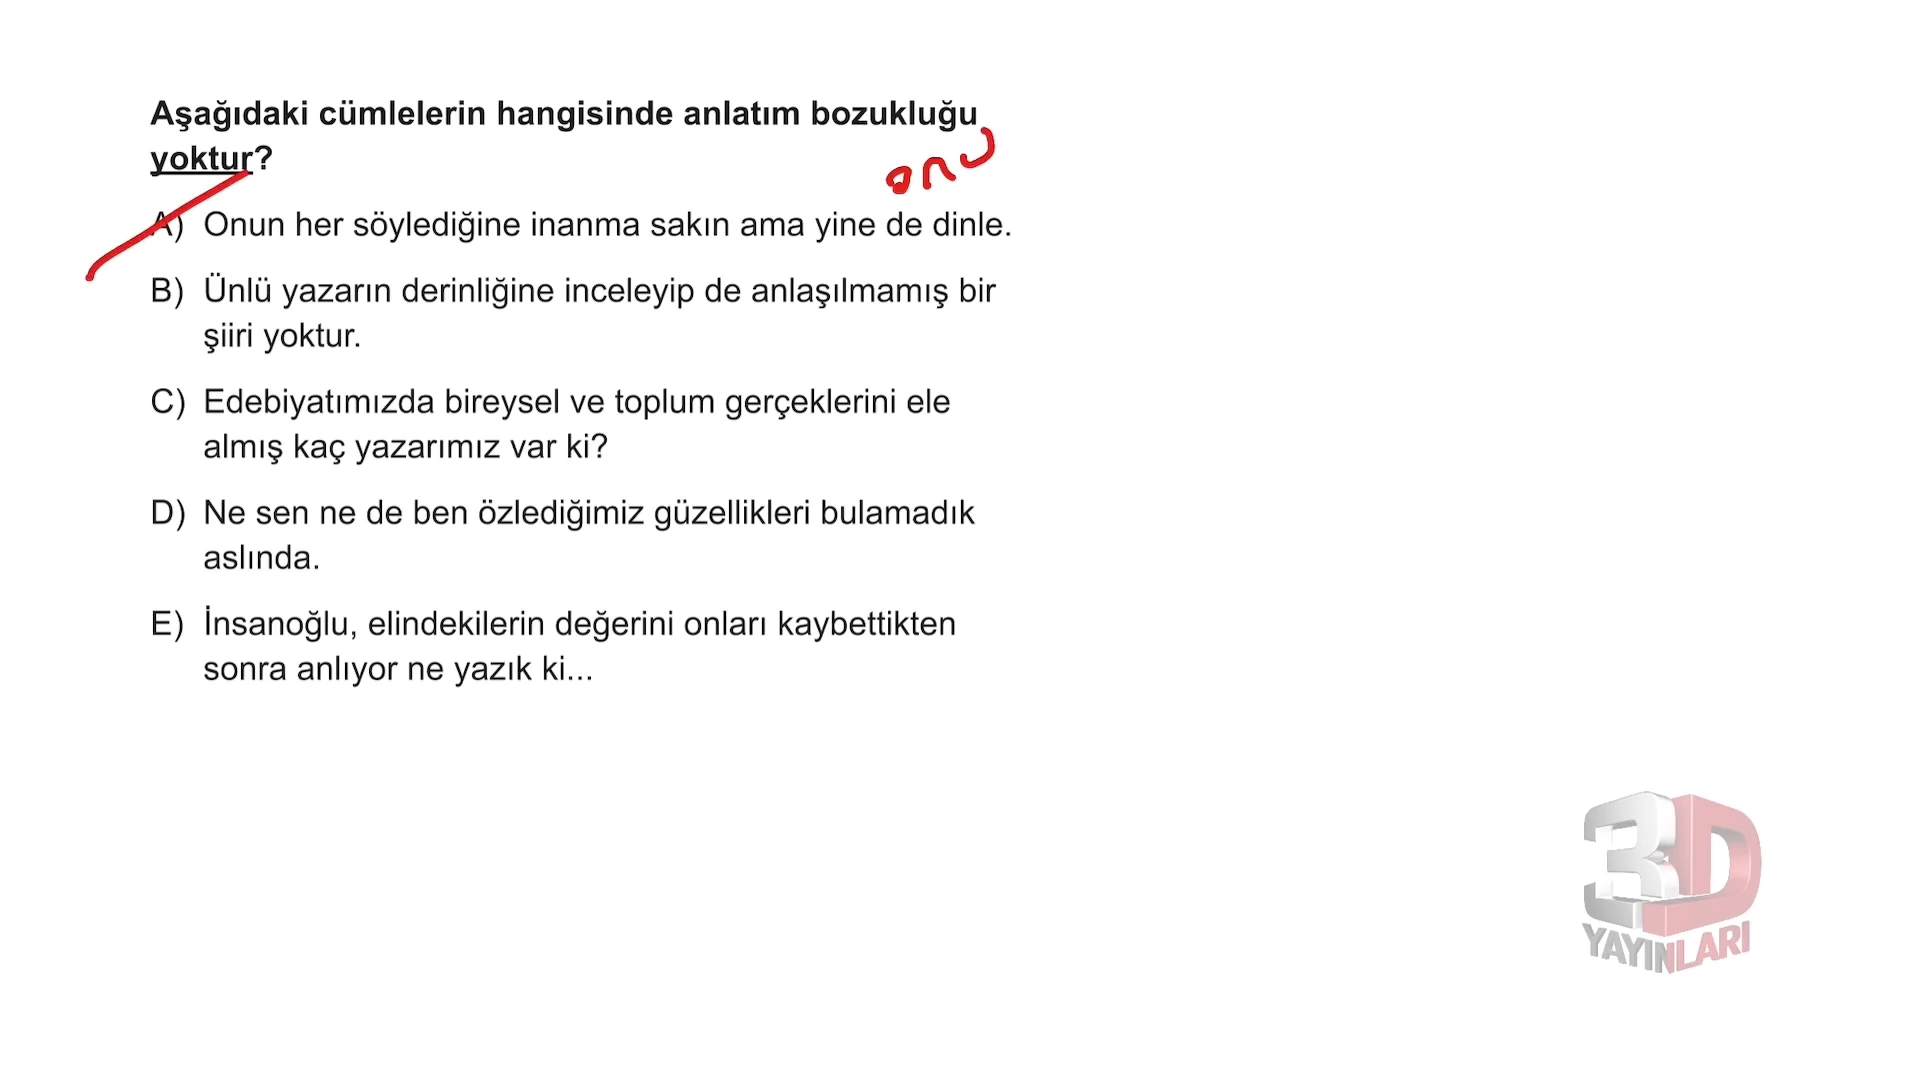 Aşağıdaki cümlelerin hangisinde anlatım bozukluğu
yoktur?
onu
A) Onun her söylediğine inanma sakın ama yine de dinle.
B) Ünlü yazarın derinliğine inceleyip de anlaşılmamış bir
şiiri yoktur.
C) Edebiyatımızda bireysel ve toplum gerçeklerini ele
almış kaç yazarımız var ki?
D) Ne sen ne de ben özlediğimiz güzellikleri bulamadık
aslında.
E) İnsanoğlu, elindekilerin değerini onları kaybettikten
sonra anlıyor ne yazık ki...
3D
YAYINLARI